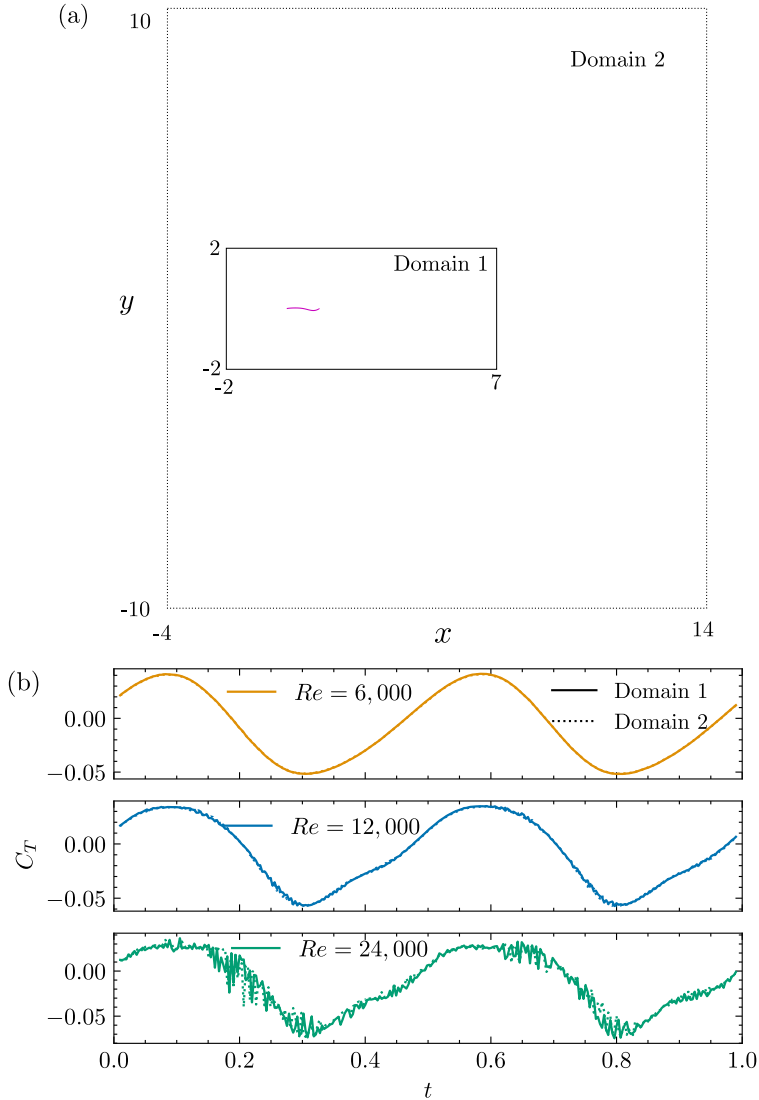 (a)
10
Domain 2
2
Domain 1
y
-2
-2
7
-10
-4
x
14
(b)
Re = 6,000
Domain 1
Domain 2
0.00
−0.05
Re = 12,000
0.00
−0.05
C_T
Re = 24,000
0.00
−0.05
0.0
0.2
0.4
0.6
0.8
1.0
t